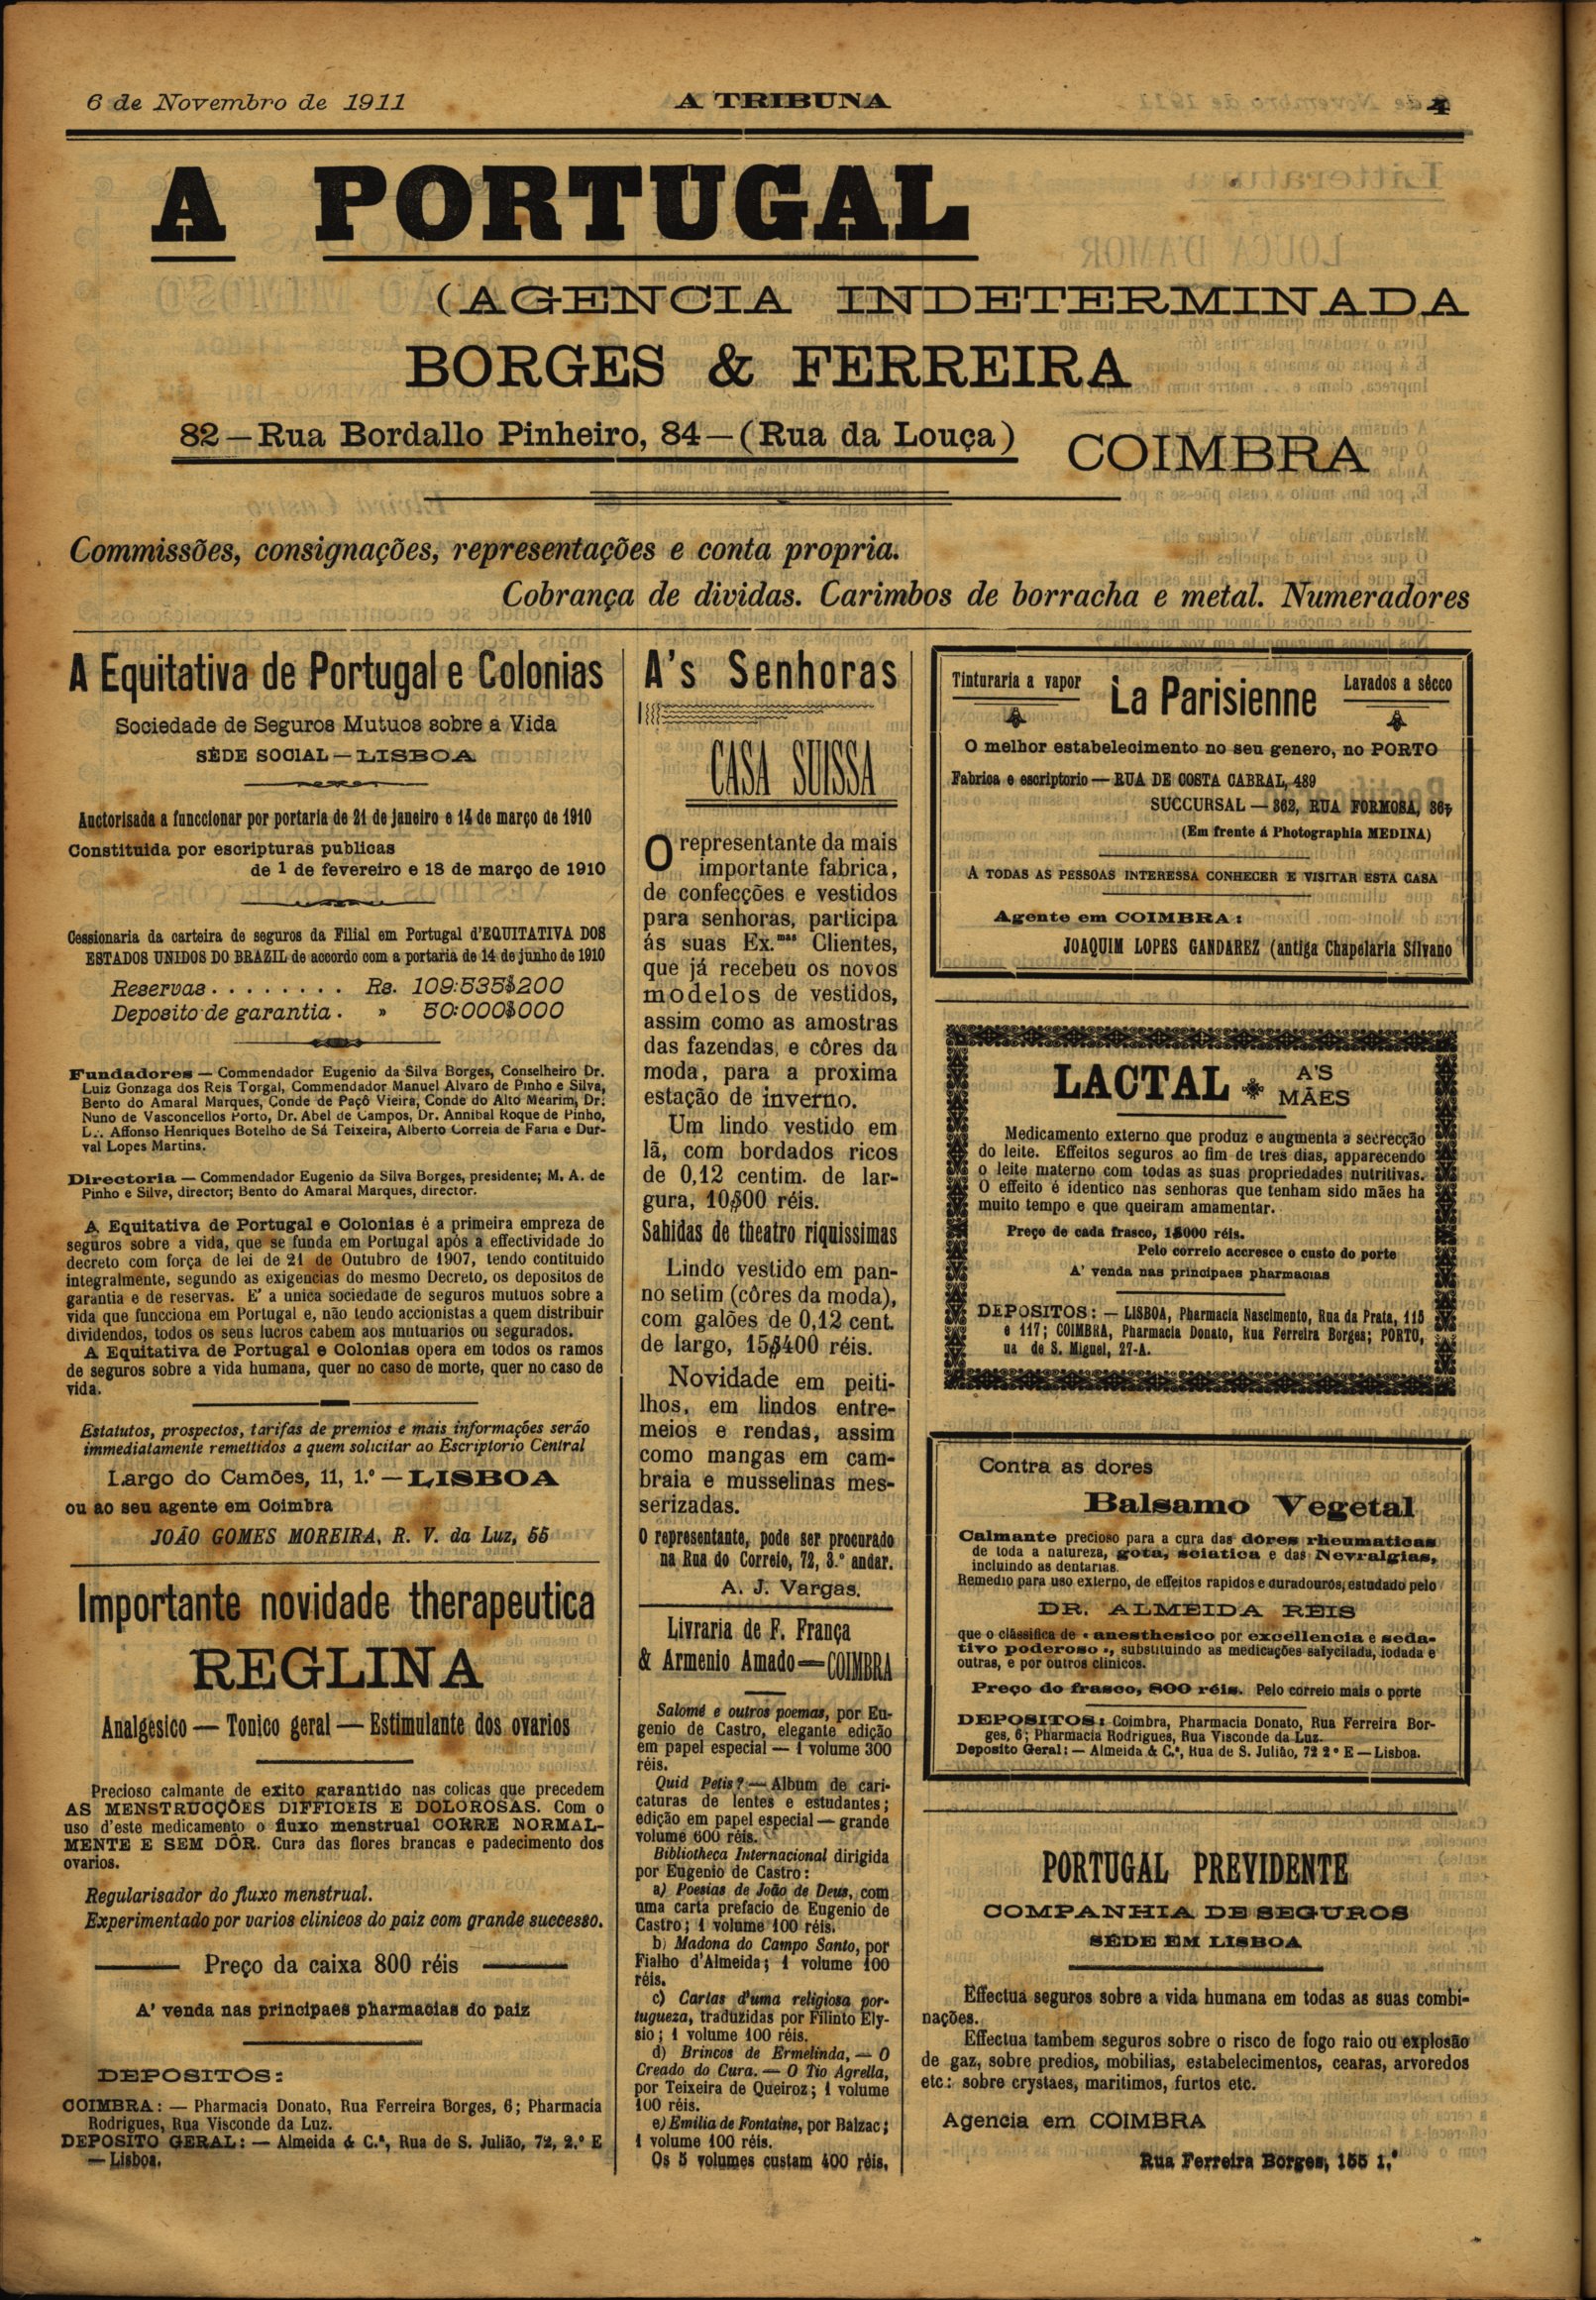 6 de Novembro de 1911
A TRIBUNA
4
A PORTUGAL
(AGENCIA INDETERMINADA
BORGES & FERREIRA
82—Rua Bordallo Pinheiro, 84—(Rua da Louça)
COIMBRA
Commissões, consignações, representações e conta propria.
Cobrança de dividas. Carimbos de borracha e metal. Numeradores
A Equitativa de Portugal e Colonias
Sociedade de Seguros Mutuos sobre a Vida
SÉDE SOCIAL—LISBOA
Auctorisada a funccionar por portaria de 21 de janeiro e 14 de março de 1910
Constituida por escripturas publicas
de 1 de fevereiro e 18 de março de 1910
Cessionaria da carteira de seguros da Filial em Portugal d'EQUITATIVA DOS
ESTADOS UNIDOS DO BRAZIL de accordo com a portaria de 14 de junho de 1910
Reservas . . . . . . . . Rs. 109:535$200
Deposito de garantia . » 50:000$000
Fundadores — Commendador Eugenio da Silva Borges, Conselheiro Dr.
Luiz Gonzaga dos Reis Torgal, Commendador Manuel Alvaro de Pinho e Silva,
Bento do Amaral Marques, Conde de Paçô Vieira, Conde do Alto Mearim, Dr.
Nuno de Vasconcellos Porto, Dr. Abel de Campos, Dr. Annibal Roque de Pinho,
D.. Affonso Henriques Botelho de Sá Teixeira, Alberto Correia de Faria e Dur-
val Lopes Martins.
Directoria — Commendador Eugenio da Silva Borges, presidente; M. A. de
Pinho e Silva, director; Bento do Amaral Marques, director.
A Equitativa de Portugal e Colonias é a primeira empreza de
seguros sobre a vida, que se funda em Portugal após a effectividade do
decreto com força de lei de 21 de Outubro de 1907, tendo contituido
integralmente, segundo as exigencias do mesmo Decreto, os depositos de
garantia e de reservas. E' a unica sociedade de seguros mutuos sobre a
vida que funcciona em Portugal e, não tendo accionistas a quem distribuir
dividendos, todos os seus lucros cabem aos mutuarios ou segurados.
A Equitativa de Portugal e Colonias opera em todos os ramos
de seguros sobre a vida humana, quer no caso de morte, quer no caso de
vida.
Estatutos, prospectos, tarifas de premios e mais informações serão
immediatamente remettidos a quem solicitar ao Escriptorio Central
Largo do Camões, 11, 1.º—LISBOA
ou ao seu agente em Coimbra
JOÃO GOMES MOREIRA, R. V. da Luz, 55
Importante novidade therapeutica
REGLINA
Analgesico — Tonico geral — Estimulante dos ovarios
Precioso calmante de exito garantido nas colicas que precedem
AS MENSTRUOÇÕES DIFFICEIS E DOLOROSAS. Com o
uso d'este medicamento o fluxo menstrual CORRE NORMAL-
MENTE E SEM DÔR. Cura das flores brancas e padecimento dos
ovarios.
Regularisador do fluxo menstrual.
Experimentado por varios clinicos do paiz com grande successo.
Preço da caixa 800 réis
A' venda nas principaes pharmacias do paiz
DEPOSITOS:
COIMBRA: — Pharmacia Donato, Rua Ferreira Borges, 6; Pharmacia
Rodrigues, Rua Visconde da Luz.
DEPOSITO GERAL: — Almeida & C.ª, Rua de S. Julião, 72, 2.º E
— Lisboa.
A's Senhoras
CASA SUISSA
O representante da mais
importante fabrica,
de confecções e vestidos
para senhoras, participa
ás suas Ex.mas Clientes,
que já recebeu os novos
modelos de vestidos,
assim como as amostras
das fazendas, e côres da
moda, para a proxima
estação de inverno.
Um lindo vestido em
lã, com bordados ricos
de 0,12 centim. de lar-
gura, 10$00 réis.
Sahidas de theatro riquissimas
Lindo vestido em pan-
no setim (côres da moda),
com galões de 0,12 cent.
de largo, 15$400 réis.
Novidade em peiti-
lhos, em lindos entre-
meios e rendas, assim
como mangas em cam-
braia e musselinas mes-
serizadas.
O representante, pode ser procurado
na Rua do Correio, 72, 3.º andar.
A. J. Vargas.
Livraria de F. França
& Armenio Amado—COIMBRA
Salomé e outros poemas, por Eu-
genio de Castro, elegante edição
em papel especial — 1 volume 300
réis.
Quid Petis? — Album de cari-
caturas de lentes e estudantes;
edição em papel especial — grande
volume 600 réis.
Bibliotheca Internacional dirigida
por Eugenio de Castro:
a) Poesias de João de Deus, com
uma carta prefacio de Eugenio de
Castro; 1 volume 100 réis.
b) Madona do Campo Santo, por
Fialho d'Almeida; 1 volume 100
réis.
c) Cartas d'uma religiosa por-
tugueza, traduzidas por Filinto Ely-
sio; 1 volume 100 réis.
d) Brincos de Ermelinda, — O
Creado do Cura. — O Tio Agrella,
por Teixeira de Queiroz; 1 volume
100 réis.
e) Emilia de Fontaine, por Balzac;
1 volume 100 réis.
Os 5 volumes custam 400 réis.
Tinturaria a vapor
La Parisienne
Lavados a sêcco
O melhor estabelecimento no seu genero, no PORTO
Fabrica e escriptorio — RUA DE COSTA CABRAL, 489
SUCCURSAL — 362, RUA FORMOSA, 367
(Em frente á Photographia MEDINA)
A TODAS AS PESSOAS INTERESSA CONHECER E VISITAR ESTA CASA
Agente em COIMBRA:
JOAQUIM LOPES GANDAREZ (antiga Chapelaria Silvano
LACTAL
A'S
MÃES
Medicamento externo que produz e augmenta a secrecção
do leite. Effeitos seguros ao fim de tres dias, apparecendo
o leite materno com todas as suas propriedades nutritivas.
O effeito é identico nas senhoras que tenham sido mães ha
muito tempo e que queiram amamentar.
Preço de cada frasco, 1$000 réis.
Pelo correio accresce o custo do porte
A' venda nas principaes pharmacias
DEPOSITOS: — LISBOA, Pharmacia Nascimento, Rua da Prata, 115
e 117; COIMBRA, Pharmacia Donato, Rua Ferreira Borges; PORTO,
ua de S. Miguel, 27-A.
Contra as dores
Balsamo Vegetal
Calmante precioso para a cura das dôres rheumaticas
de toda a natureza, gota, sciatica e das Nevralgias,
incluindo as dentarias.
Remedio para uso externo, de effeitos rapidos e duradouros, estudado pelo
DR. ALMEIDA REIS
que o classifica de «anesthesico por excellencia e seda-
tivo poderoso», substituindo as medicações salycilada, iodada e
outras, e por outros clinicos.
Preço do frasco, 800 réis. Pelo correio mais o porte
DEPOSITOS: Coimbra, Pharmacia Donato, Rua Ferreira Bor-
ges, 6; Pharmacia Rodrigues, Rua Visconde da Luz.
Deposito Geral: — Almeida & C.ª, Rua de S. Julião, 72 2º E — Lisboa.
PORTUGAL PREVIDENTE
COMPANHIA DE SEGUROS
SÉDE EM LISBOA
Effectua seguros sobre a vida humana em todas as suas combi-
nações.
Effectua tambem seguros sobre o risco de fogo raio ou explosão
de gaz, sobre predios, mobilias, estabelecimentos, cearas, arvoredos
etc.: sobre crystaes, maritimos, furtos etc.
Agencia em COIMBRA
Rua Ferreira Borges, 155 1.º